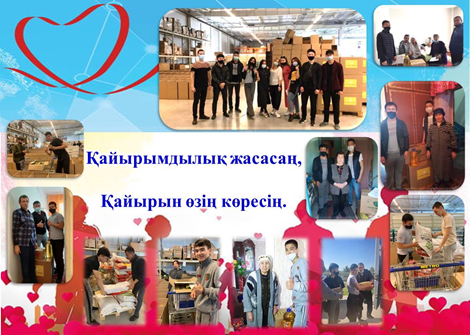 Қайырымдылық жасасаң,
Қайырын өзің көресің.